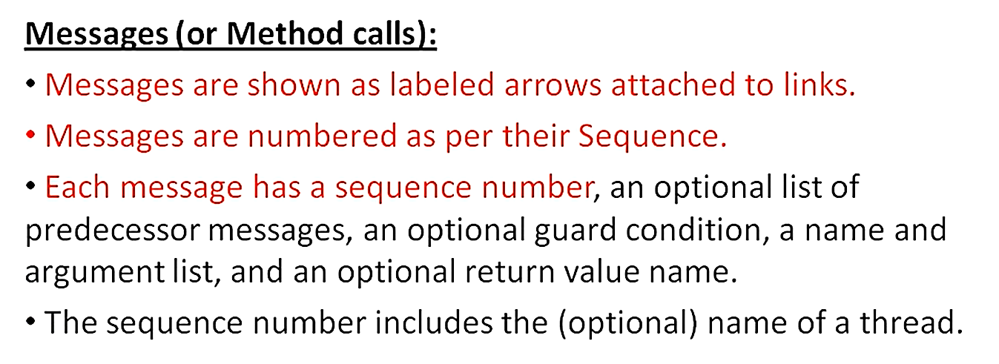 Messages (or Method calls):
• Messages are shown as labeled arrows attached to links.
• Messages are numbered as per their Sequence.
• Each message has a sequence number, an optional list of
predecessor messages, an optional guard condition, a name and
argument list, and an optional return value name.
• The sequence number includes the (optional) name of a thread.